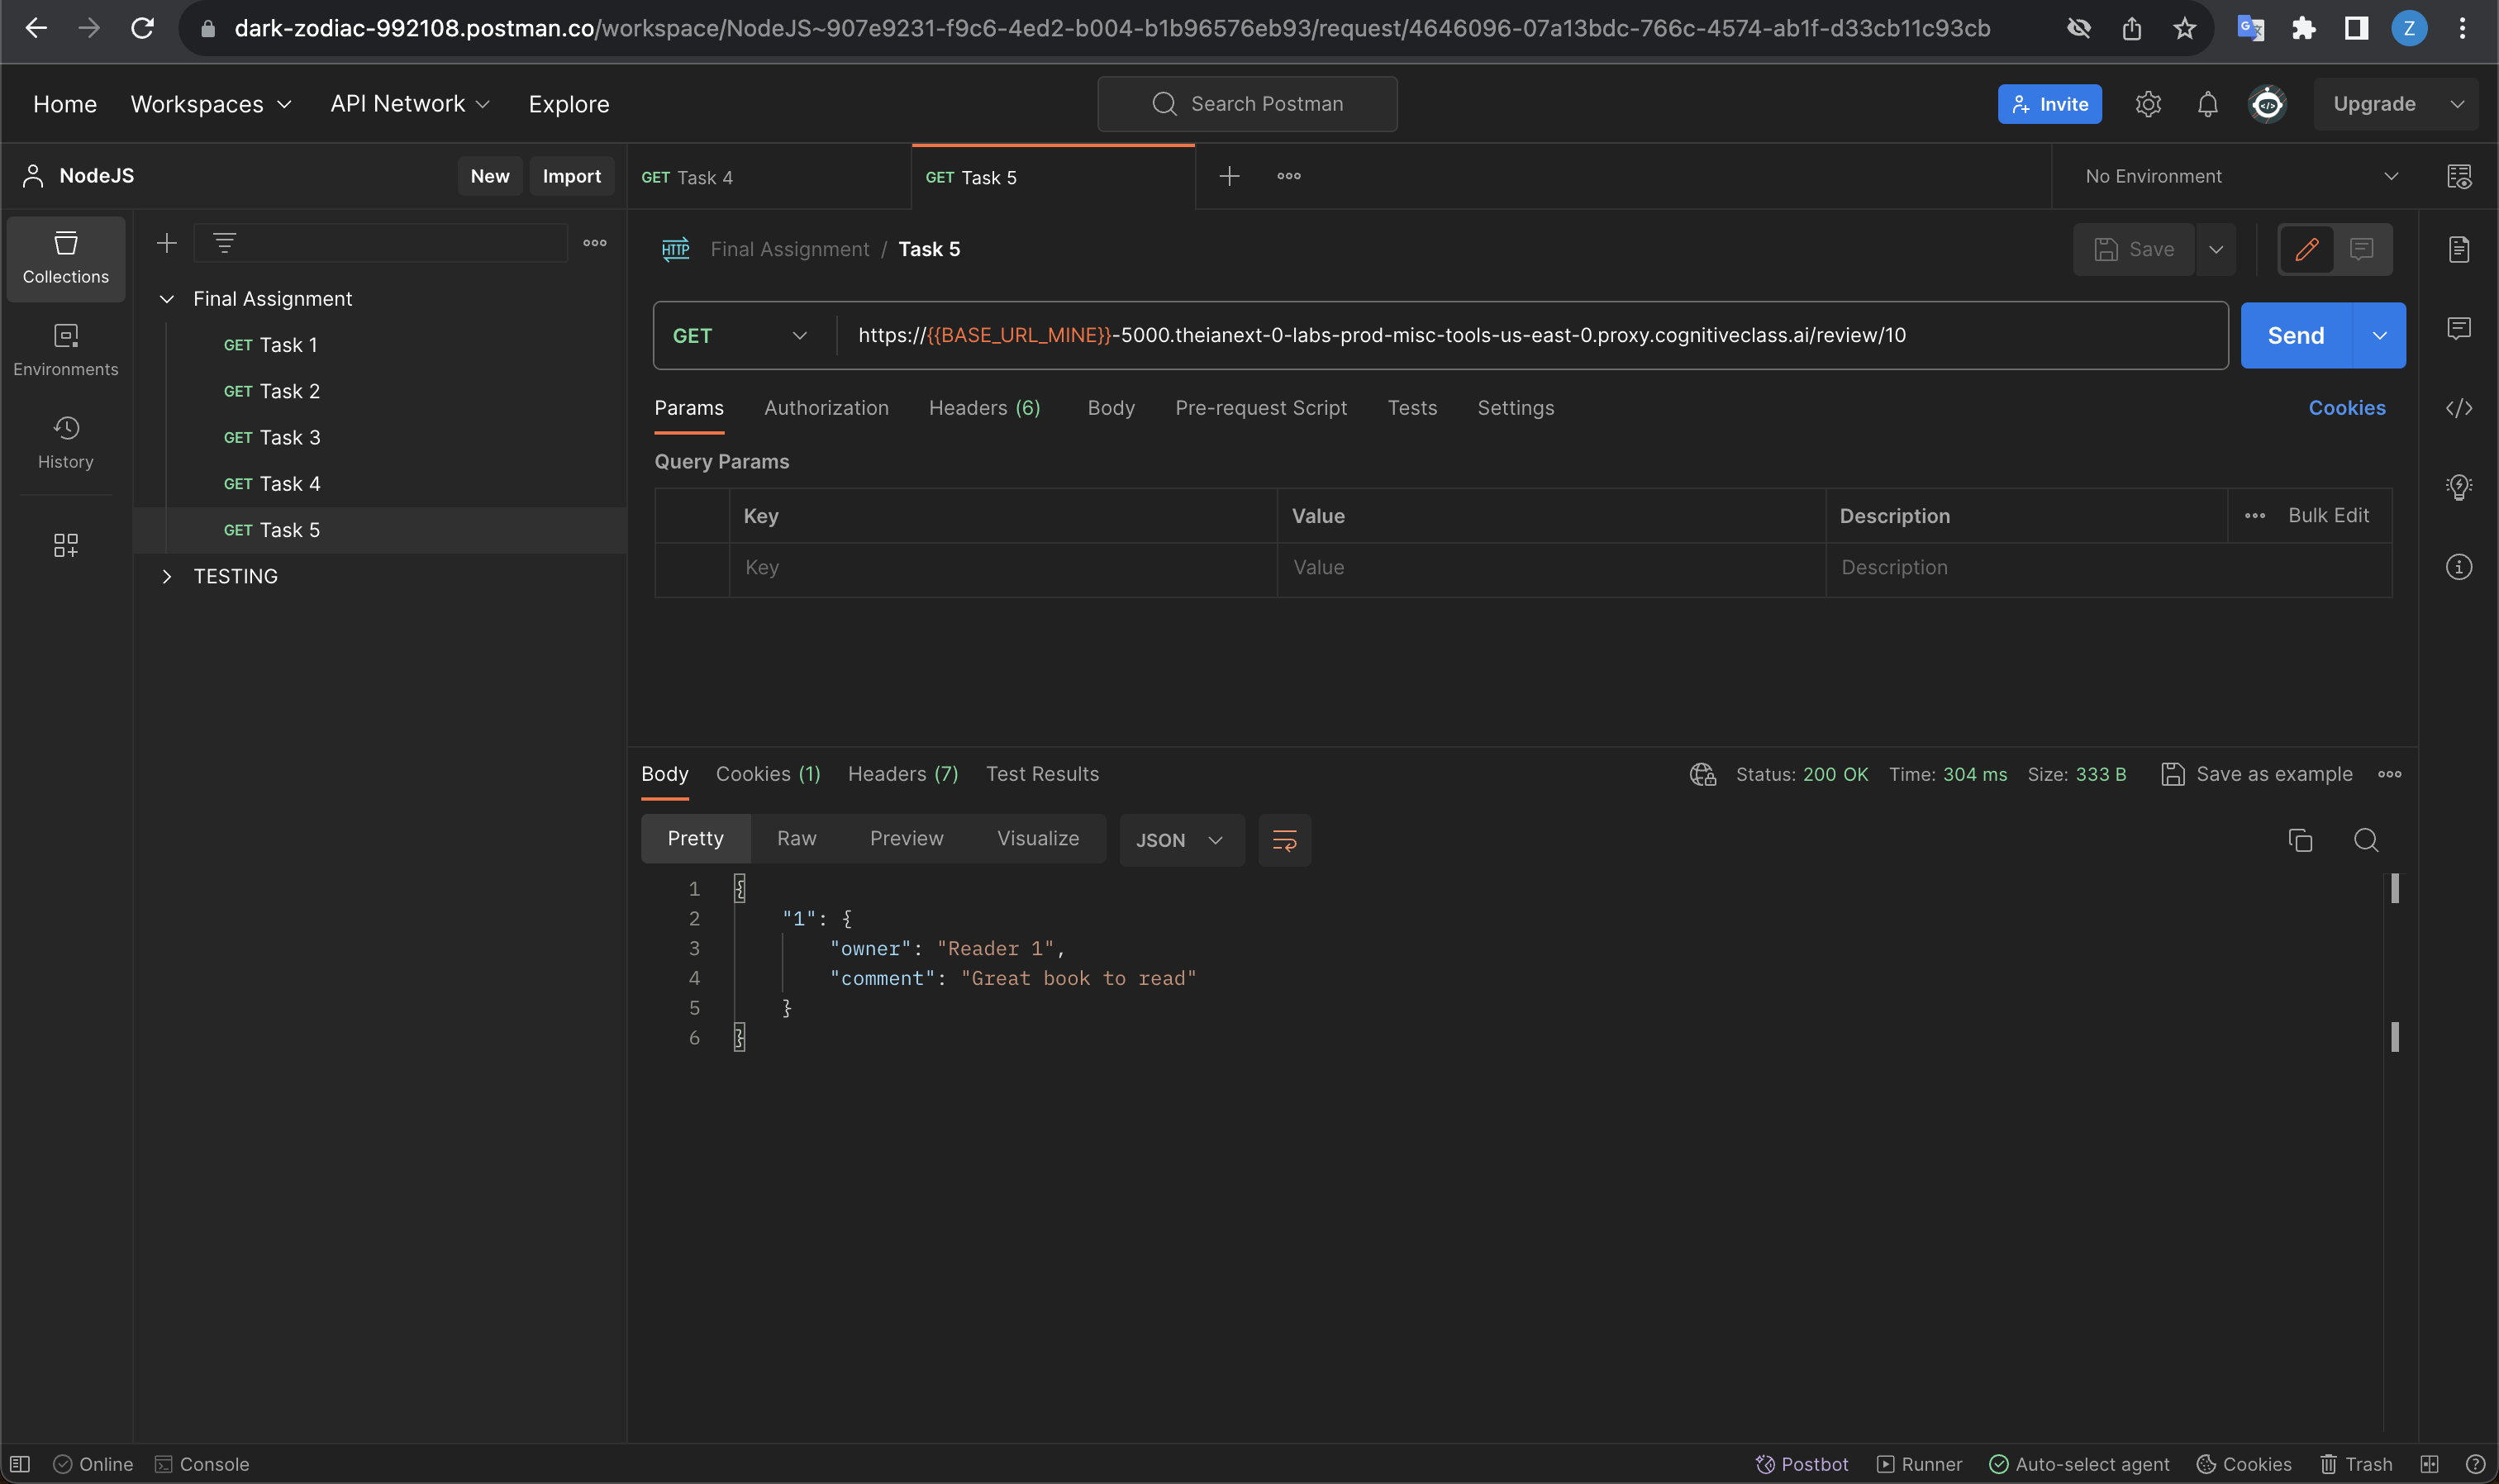 dark-zodiac-992108.postman.co/workspace/NodeJS~907e9231-f9c6-4ed2-b004-b1b96576eb93/request/4646096-07a13bdc-766c-4574-ab1f-d33cb11c93cb
Z
Home Workspaces API Network Explore Search Postman Invite Upgrade
NodeJS New Import GET Task 4 GET Task 5 No Environment
Collections
Environments
History
Final Assignment
GET Task 1
GET Task 2
GET Task 3
GET Task 4
GET Task 5
TESTING
HTTP Final Assignment / Task 5 Save
GET https://{{BASE_URL_MINE}}-5000.theianext-0-labs-prod-misc-tools-us-east-0.proxy.cognitiveclass.ai/review/10 Send
Params Authorization Headers (6) Body Pre-request Script Tests Settings Cookies
Query Params
Key Value Description Bulk Edit
Key Value Description
Body Cookies (1) Headers (7) Test Results Status: 200 OK Time: 304 ms Size: 333 B Save as example
Pretty Raw Preview Visualize JSON
1 {
2 "1": {
3 "owner": "Reader 1",
4 "comment": "Great book to read"
5 }
6 }
Online Console Postbot Runner Auto-select agent Cookies Trash